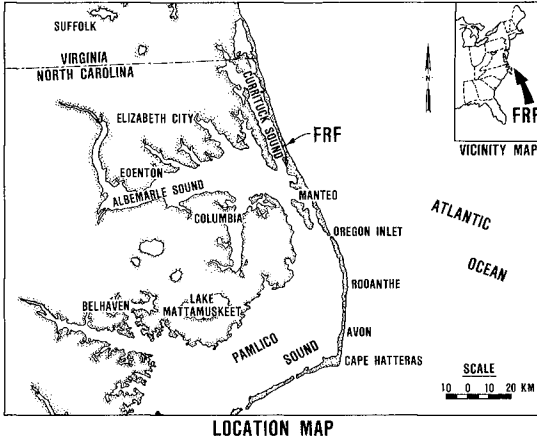 SUFFOLK
VIRGINIA
NORTH CAROLINA
ELIZABETH CITY
CURRITUCK SOUND
FRF
N
FRF
VICINITY MAP
EDENTON
ALBEMARLE SOUND
COLUMBIA
MANTEO
OREGON INLET
ATLANTIC
OCEAN
RODANTHE
BELHAVEN
LAKE
MATTAMUSKEET
PAMLICO
SOUND
AVON
CAPE HATTERAS
SCALE
10 0 10 20 KM
LOCATION MAP